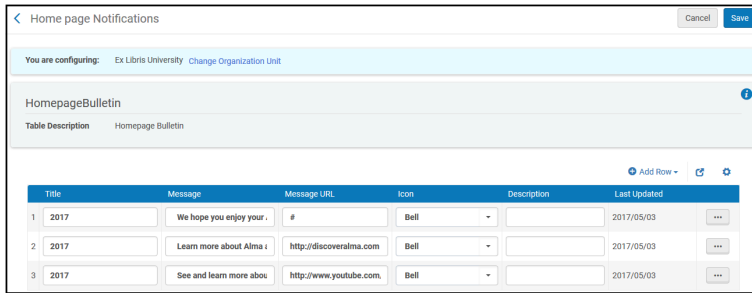 Home page Notifications
Cancel
Save
You are configuring: Ex Libris University Change Organization Unit
HomepageBulletin
Table Description Homepage Bulletin
Add Row
Title Message Message URL Icon Description Last Updated
1 2017 We hope you enjoy your # Bell 2017/05/03
2 2017 Learn more about Alma http://discoveralma.com Bell 2017/05/03
3 2017 See and learn more abou http://www.youtube.com Bell 2017/05/03